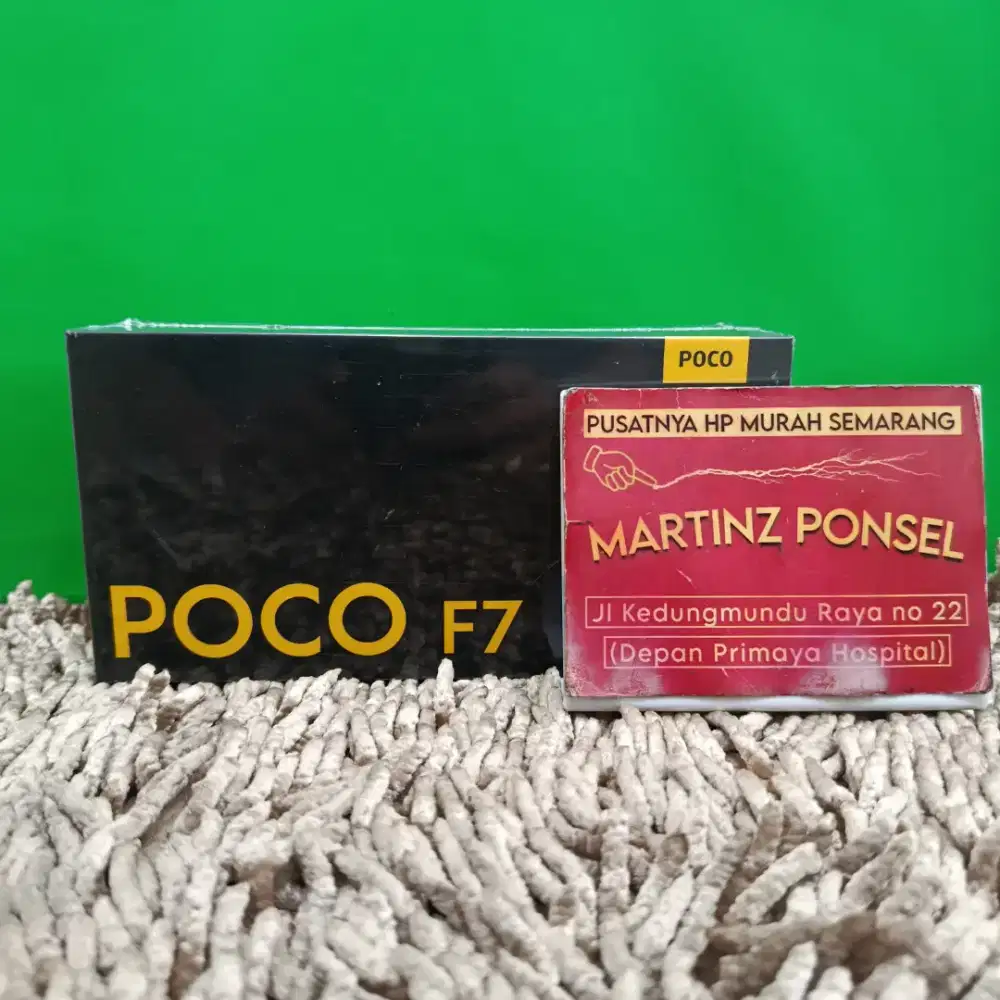 POCO
POCO F7
PUSATNYA HP MURAH SEMARANG
MARTINZ PONSEL
Jl Kedungmundu Raya no 22
(Depan Primaya Hospital)